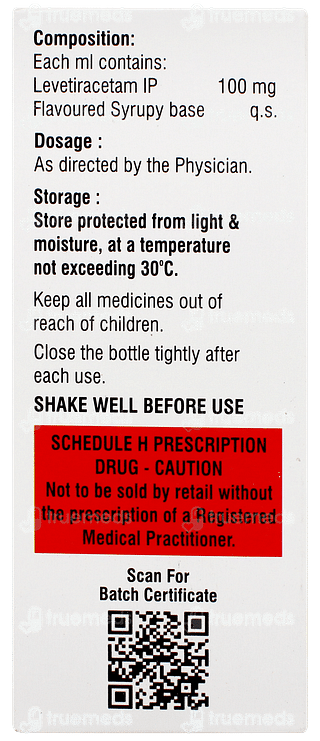 truemeds
Composition:
Each ml contains:
Levetiracetam IP 100 mg
Flavoured Syrupy base q.s.
Dosage :
As directed by the Physician.
Storage :
Store protected from light &
moisture, at a temperature
not exceeding 30°C.
Keep all medicines out of
reach of children.
Close the bottle tightly after
each use.
SHAKE WELL BEFORE USE
SCHEDULE H PRESCRIPTION
DRUG - CAUTION
Not to be sold by retail without
the prescription of a Registered
Medical Practitioner.
Scan For
Batch Certificate
truemeds
truemeds